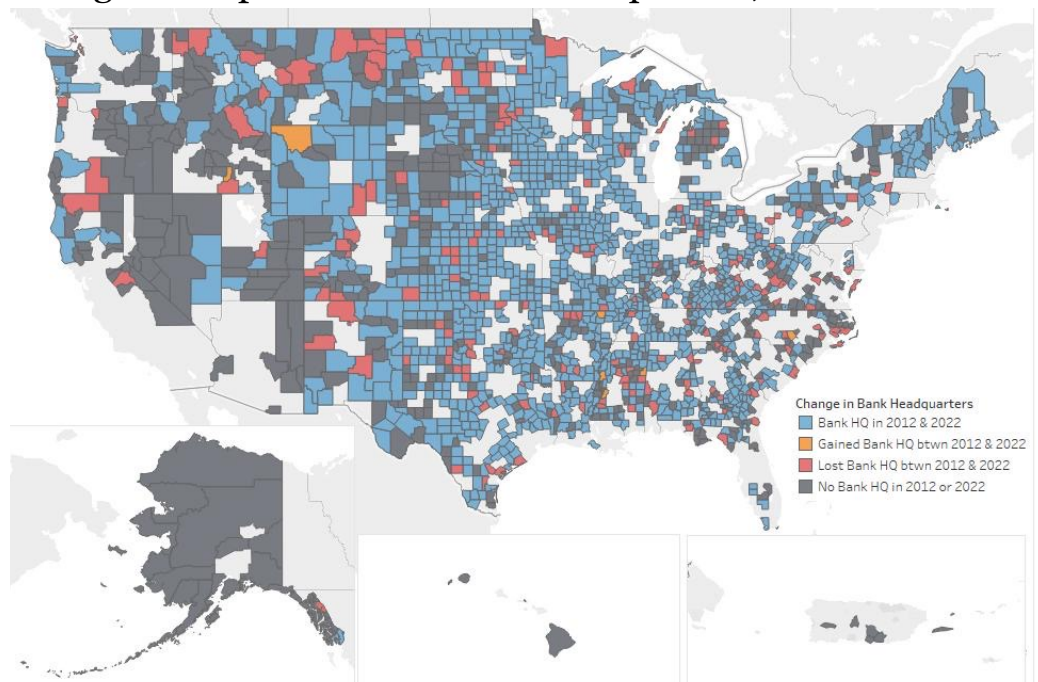 Change in Bank Headquarters
Bank HQ in 2012 & 2022
Gained Bank HQ btwn 2012 & 2022
Lost Bank HQ btwn 2012 & 2022
No Bank HQ in 2012 or 2022